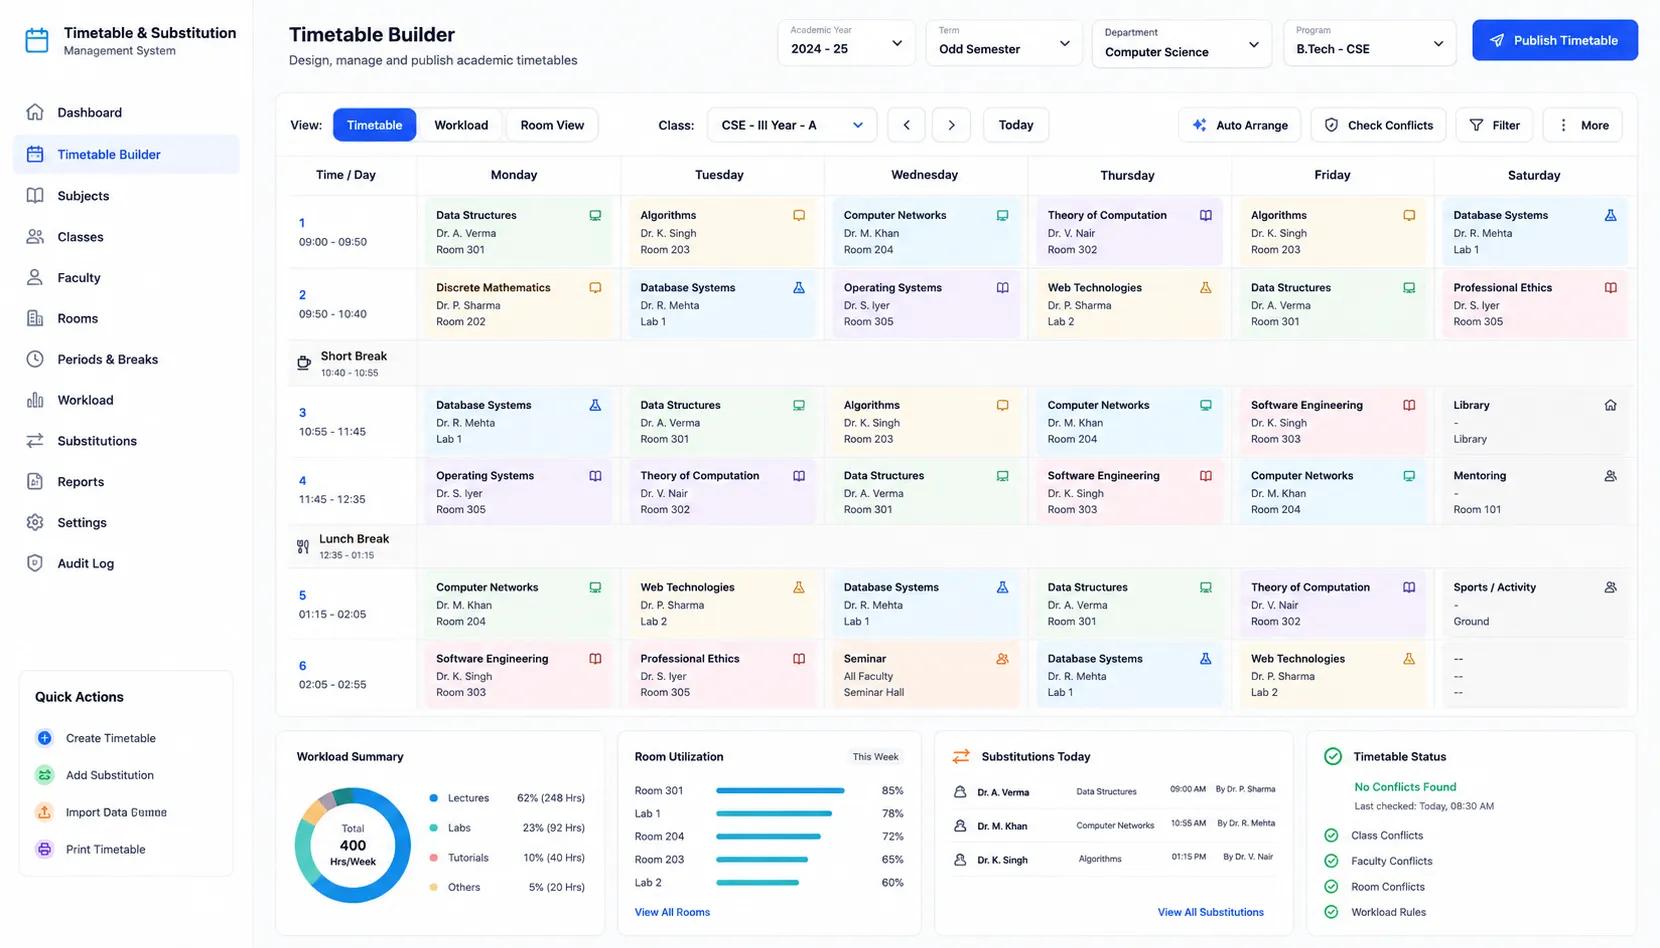 Timetable & Substitution
Management System
Dashboard
Timetable Builder
Subjects
Classes
Faculty
Rooms
Periods & Breaks
Workload
Substitutions
Reports
Settings
Audit Log
Quick Actions
Create Timetable
Add Substitution
Import Data
Print Timetable
Timetable Builder
Design, manage and publish academic timetables
Academic Year
2024 - 25
Term
Odd Semester
Department
Computer Science
Program
B.Tech - CSE
Publish Timetable
View: Timetable Workload Room View
Class: CSE - III Year - A
Today
Auto Arrange
Check Conflicts
Filter
More
Time / Day Monday Tuesday Wednesday Thursday Friday Saturday
1
09:00 - 09:50
Data Structures
Dr. A. Verma
Room 301
Algorithms
Dr. K. Singh
Room 203
Computer Networks
Dr. M. Khan
Room 204
Theory of Computation
Dr. V. Nair
Room 302
Algorithms
Dr. K. Singh
Room 203
Database Systems
Dr. R. Mehta
Lab 1
2
09:50 - 10:40
Discrete Mathematics
Dr. P. Sharma
Room 202
Database Systems
Dr. R. Mehta
Lab 1
Operating Systems
Dr. S. Iyer
Room 305
Web Technologies
Dr. P. Sharma
Lab 2
Data Structures
Dr. A. Verma
Room 301
Professional Ethics
Dr. S. Iyer
Room 305
Short Break
10:40 - 10:55
3
10:55 - 11:45
Database Systems
Dr. R. Mehta
Lab 1
Data Structures
Dr. A. Verma
Room 301
Algorithms
Dr. K. Singh
Room 203
Computer Networks
Dr. M. Khan
Room 204
Software Engineering
Dr. K. Singh
Room 303
Library
-
Library
4
11:45 - 12:35
Operating Systems
Dr. S. Iyer
Room 305
Theory of Computation
Dr. V. Nair
Room 302
Data Structures
Dr. A. Verma
Room 301
Software Engineering
Dr. K. Singh
Room 303
Computer Networks
Dr. M. Khan
Room 204
Mentoring
-
Room 101
Lunch Break
12:35 - 01:15
5
01:15 - 02:05
Computer Networks
Dr. M. Khan
Room 204
Web Technologies
Dr. P. Sharma
Lab 2
Database Systems
Dr. R. Mehta
Lab 1
Data Structures
Dr. A. Verma
Room 301
Theory of Computation
Dr. V. Nair
Room 302
Sports / Activity
-
Ground
6
02:05 - 02:55
Software Engineering
Dr. K. Singh
Room 303
Professional Ethics
Dr. S. Iyer
Room 305
Seminar
All Faculty
Seminar Hall
Database Systems
Dr. R. Mehta
Lab 1
Web Technologies
Dr. P. Sharma
Lab 2
--
--
--
Workload Summary
Total
400
Hrs/Week
Lectures 62% (248 Hrs)
Labs 23% (92 Hrs)
Tutorials 10% (40 Hrs)
Others 5% (20 Hrs)
Room Utilization This Week
Room 301 85%
Lab 1 78%
Room 204 72%
Room 203 65%
Lab 2 60%
View All Rooms
Substitutions Today
Dr. A. Verma Data Structures 09:00 AM By Dr. P. Sharma
Dr. M. Khan Computer Networks 10:55 AM By Dr. R. Mehta
Dr. K. Singh Algorithms 01:15 PM By Dr. V. Nair
View All Substitutions
Timetable Status
No Conflicts Found
Last checked: Today, 08:30 AM
Class Conflicts
Faculty Conflicts
Room Conflicts
Workload Rules